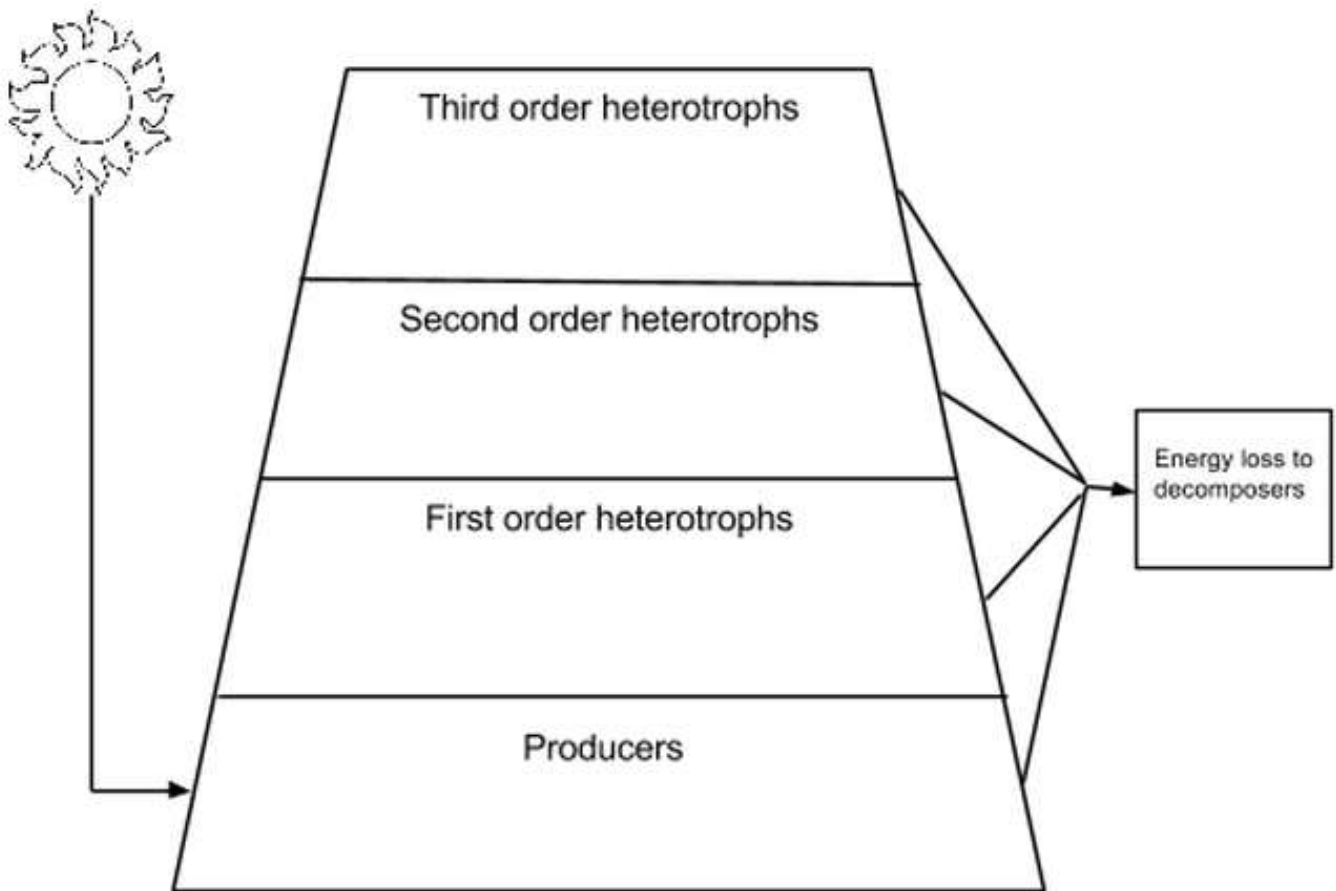 Third order heterotrophs
Second order heterotrophs
First order heterotrophs
Energy loss to
decomposers
Producers